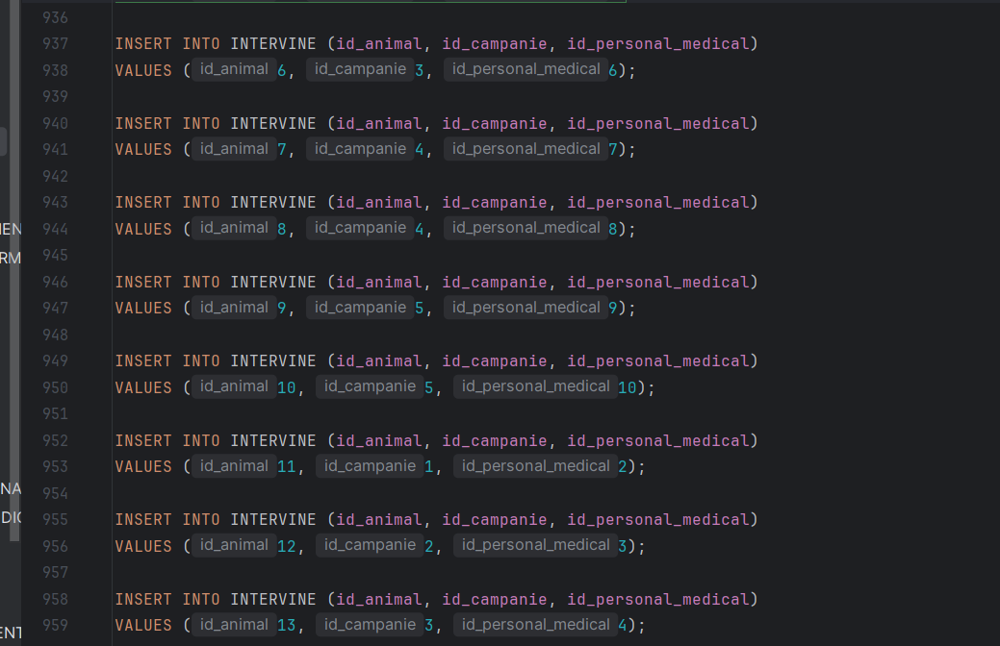 936
937 INSERT INTO INTERVINE (id_animal, id_campanie, id_personal_medical)
938 VALUES ( id_animal 6, id_campanie 3, id_personal_medical 6);
939
940 INSERT INTO INTERVINE (id_animal, id_campanie, id_personal_medical)
941 VALUES ( id_animal 7, id_campanie 4, id_personal_medical 7);
942
943 INSERT INTO INTERVINE (id_animal, id_campanie, id_personal_medical)
944 VALUES ( id_animal 8, id_campanie 4, id_personal_medical 8);
945
946 INSERT INTO INTERVINE (id_animal, id_campanie, id_personal_medical)
947 VALUES ( id_animal 9, id_campanie 5, id_personal_medical 9);
948
949 INSERT INTO INTERVINE (id_animal, id_campanie, id_personal_medical)
950 VALUES ( id_animal 10, id_campanie 5, id_personal_medical 10);
951
952 INSERT INTO INTERVINE (id_animal, id_campanie, id_personal_medical)
953 VALUES ( id_animal 11, id_campanie 1, id_personal_medical 2);
954
955 INSERT INTO INTERVINE (id_animal, id_campanie, id_personal_medical)
956 VALUES ( id_animal 12, id_campanie 2, id_personal_medical 3);
957
958 INSERT INTO INTERVINE (id_animal, id_campanie, id_personal_medical)
959 VALUES ( id_animal 13, id_campanie 3, id_personal_medical 4);